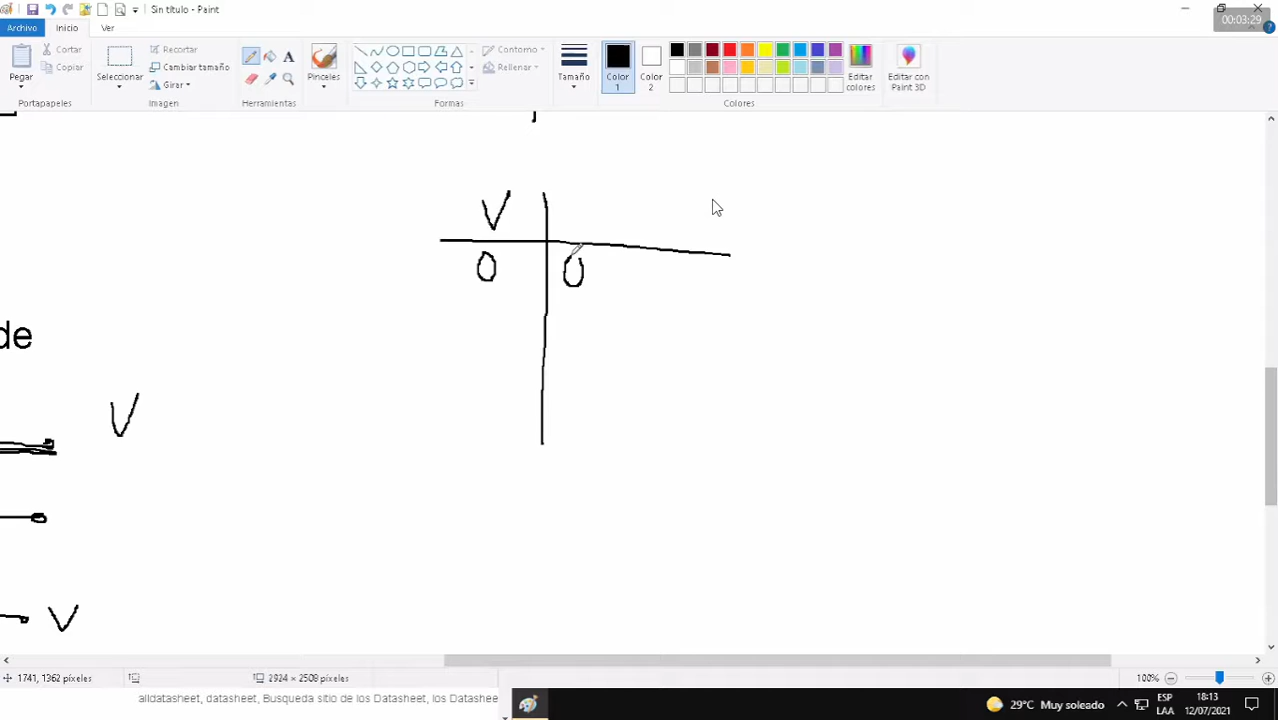 Sin título - Paint
00:03:29
Archivo Inicio Ver
Pegar
Cortar
Copiar
Portapapeles
Seleccionar
Recortar
Cambiar tamaño
Girar
Imagen
A
Herramientas
Pinceles
Contorno
Rellenar
Formas
Tamaño
Color
1
Color
2
Editar
colores
Editar con
Paint 3D
Colores
V
0 0
de
V
V
1741, 1362 píxeles
2924 × 2508 píxeles
100%
alldatasheet, datasheet, Busqueda sitio de los Datasheet, los Datashee
29°C Muy soleado
ESP
LAA
18:13
12/07/2021